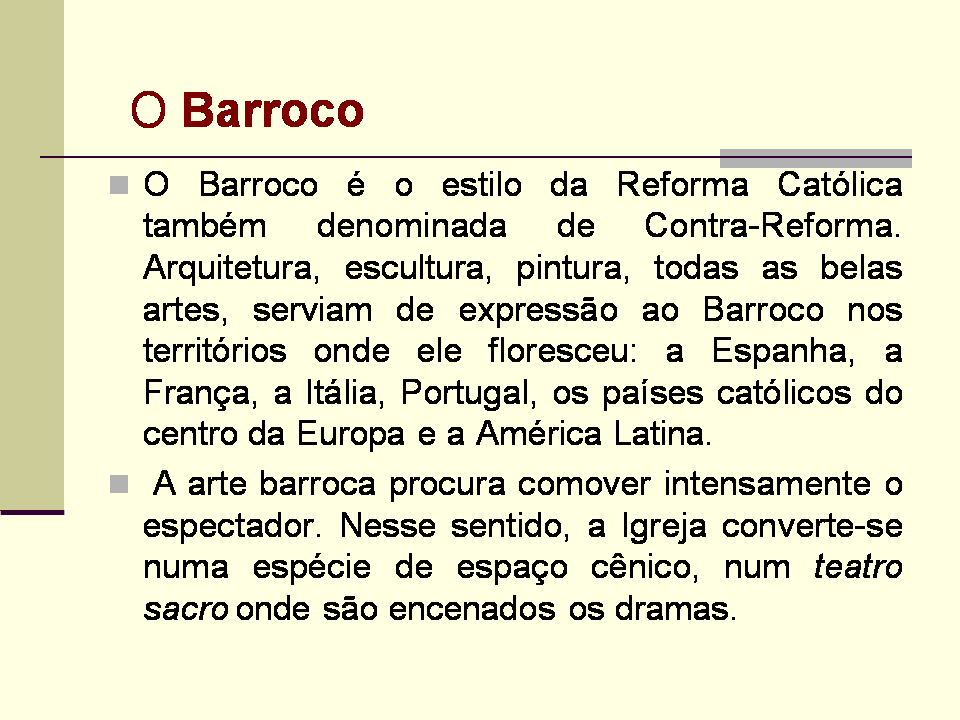 O Barroco
O Barroco é o estilo da Reforma Católica
também denominada de Contra-Reforma.
Arquitetura, escultura, pintura, todas as belas
artes, serviam de expressão ao Barroco nos
territórios onde ele floresceu: a Espanha, a
França, a Itália, Portugal, os países católicos do
centro da Europa e a América Latina.
A arte barroca procura comover intensamente o
espectador. Nesse sentido, a Igreja converte-se
numa espécie de espaço cênico, num teatro
sacro onde são encenados os dramas.